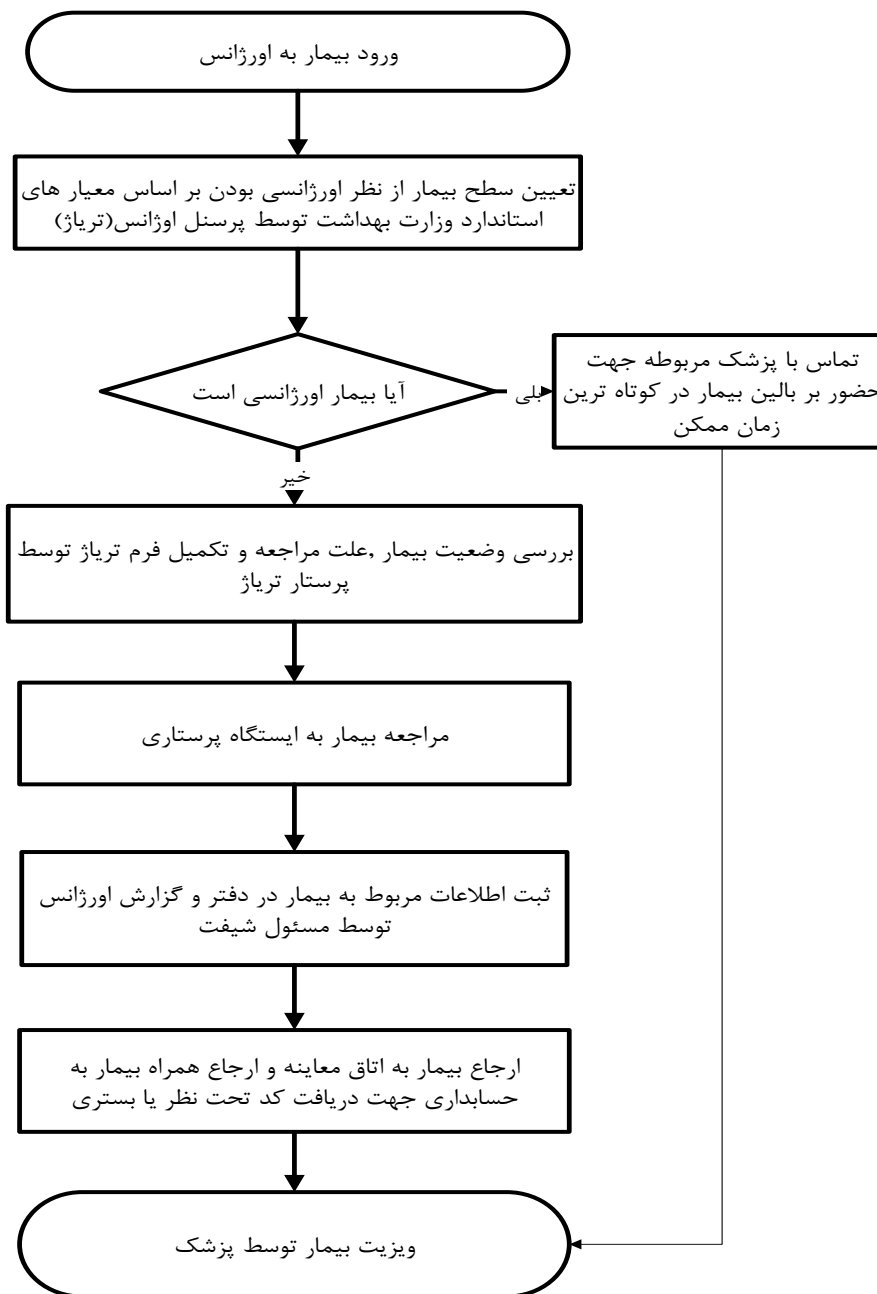 ورود بیمار به اورژانس
تعیین سطح بیمار از نظر اورژانسی بودن بر اساس معیار های
استاندارد وزارت بهداشت توسط پرسنل اوژانس(تریاژ)
آیا بیمار اورژانسی است
بلی
تماس با پزشک مربوطه جهت
حضور بر بالین بیمار در کوتاه ترین
زمان ممکن
خیر
بررسی وضعیت بیمار ,علت مراجعه و تکمیل فرم تریاژ توسط
پرستار تریاژ
مراجعه بیمار به ایستگاه پرستاری
ثبت اطلاعات مربوط به بیمار در دفتر و گزارش اورژانس
توسط مسئول شیفت
ارجاع بیمار به اتاق معاینه و ارجاع همراه بیمار به
حسابداری جهت دریافت کد تحت نظر یا بستری
ویزیت بیمار توسط پزشک